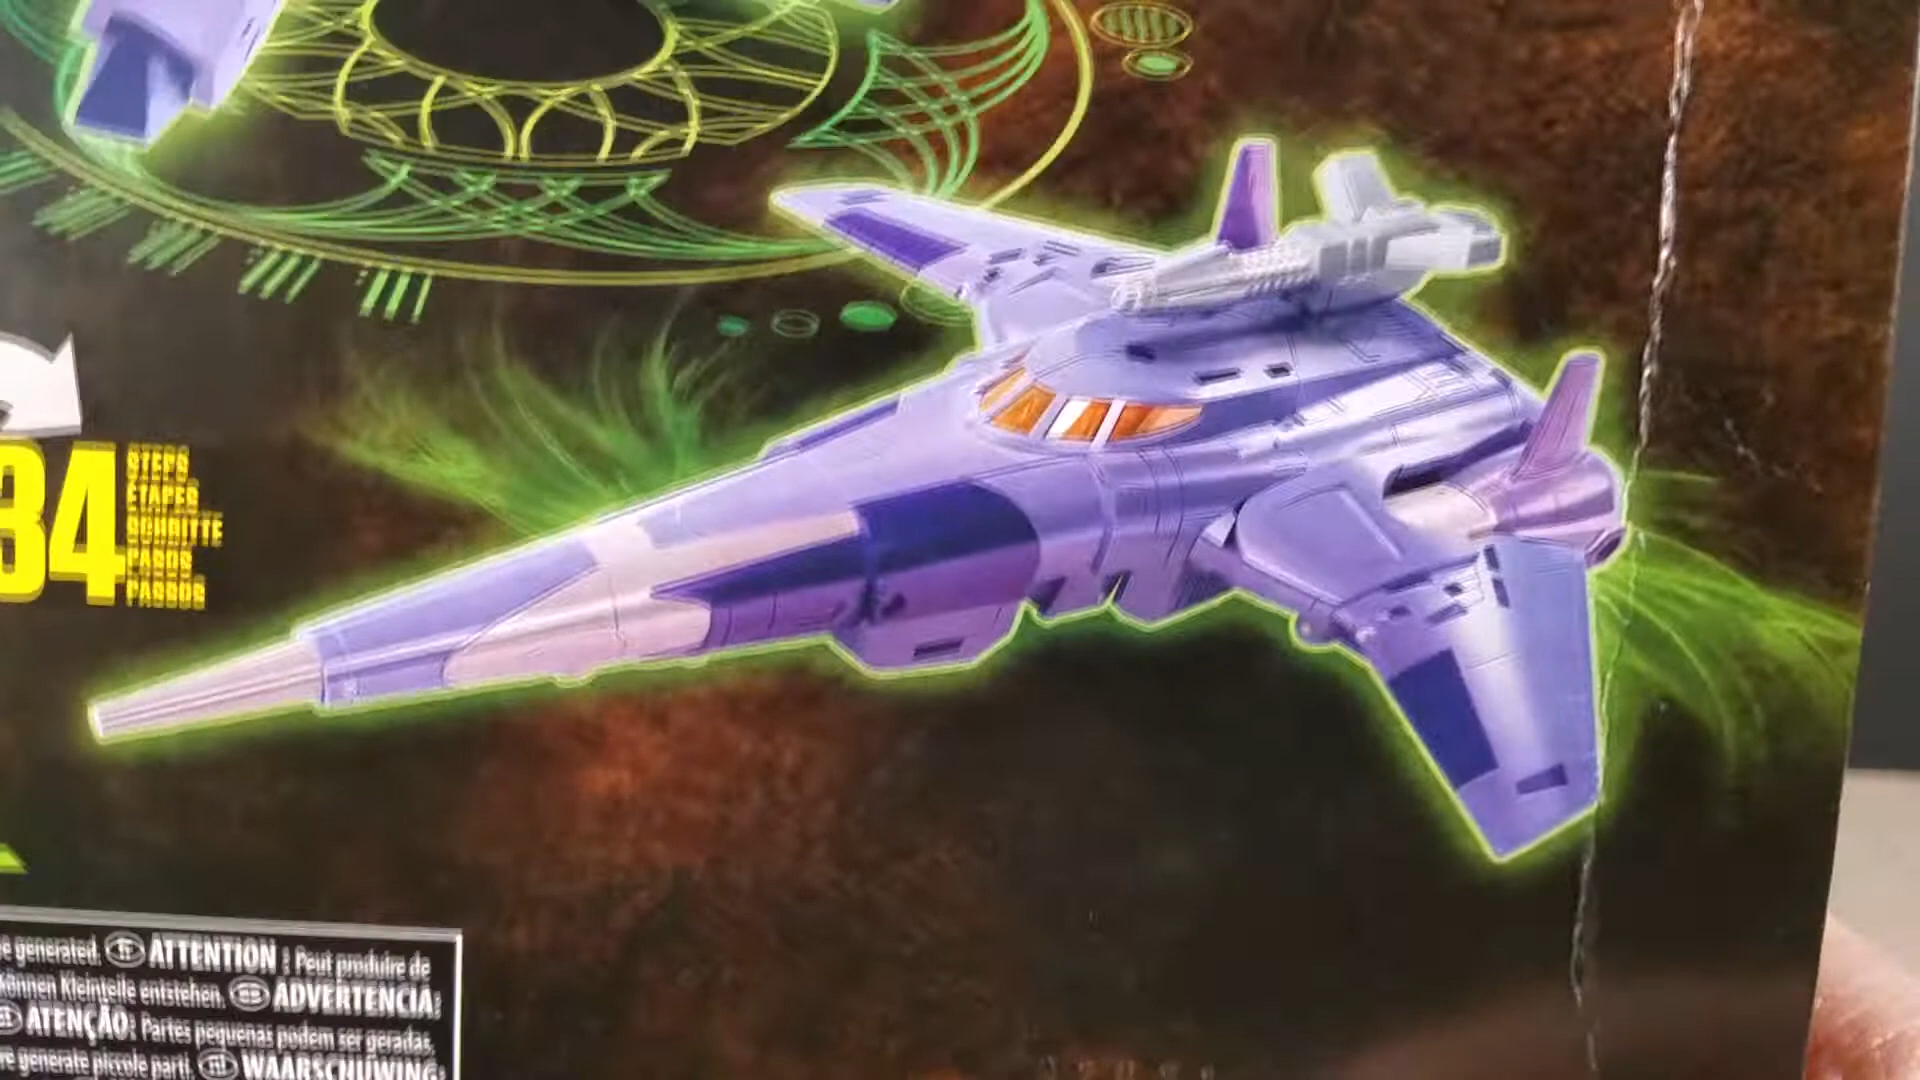 34
STEPS
ÉTAPES
SCHRITTE
PASOS
PASSOS
e generated. ATTENTION : Peut produire de
können Kleinteile entstehen. ADVERTENCIA:
ATENÇÃO: Partes pequenas podem ser geradas.
re generate piccole parti. WAARSCHUWING: